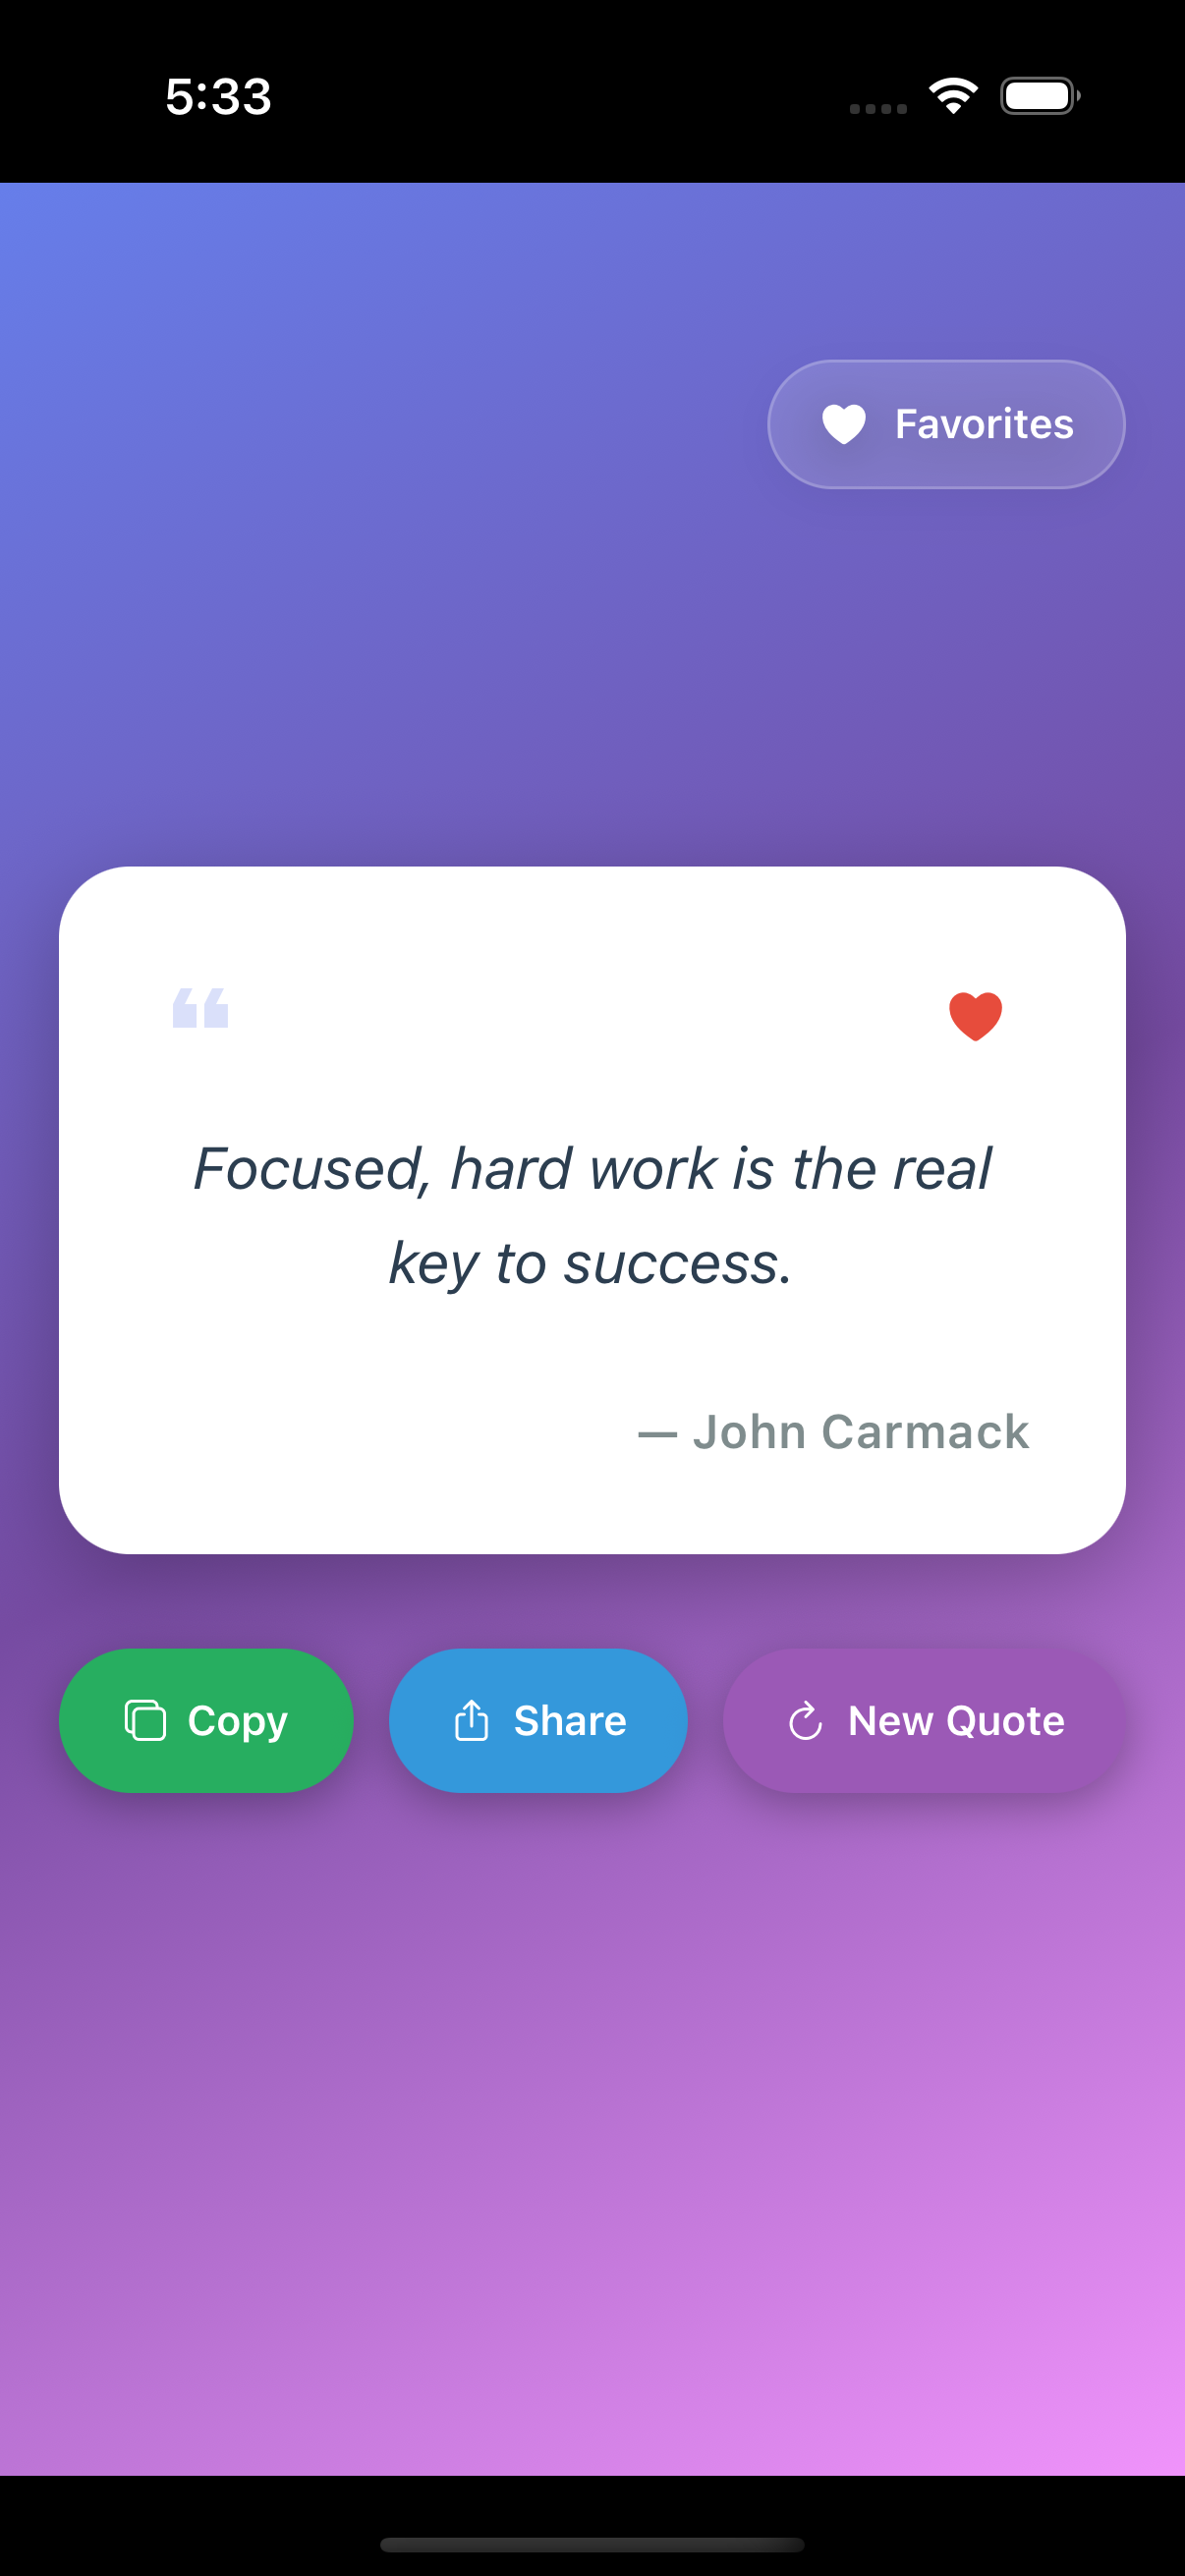 5:33
Favorites
Focused, hard work is the real
key to success.
— John Carmack
Copy
Share
New Quote